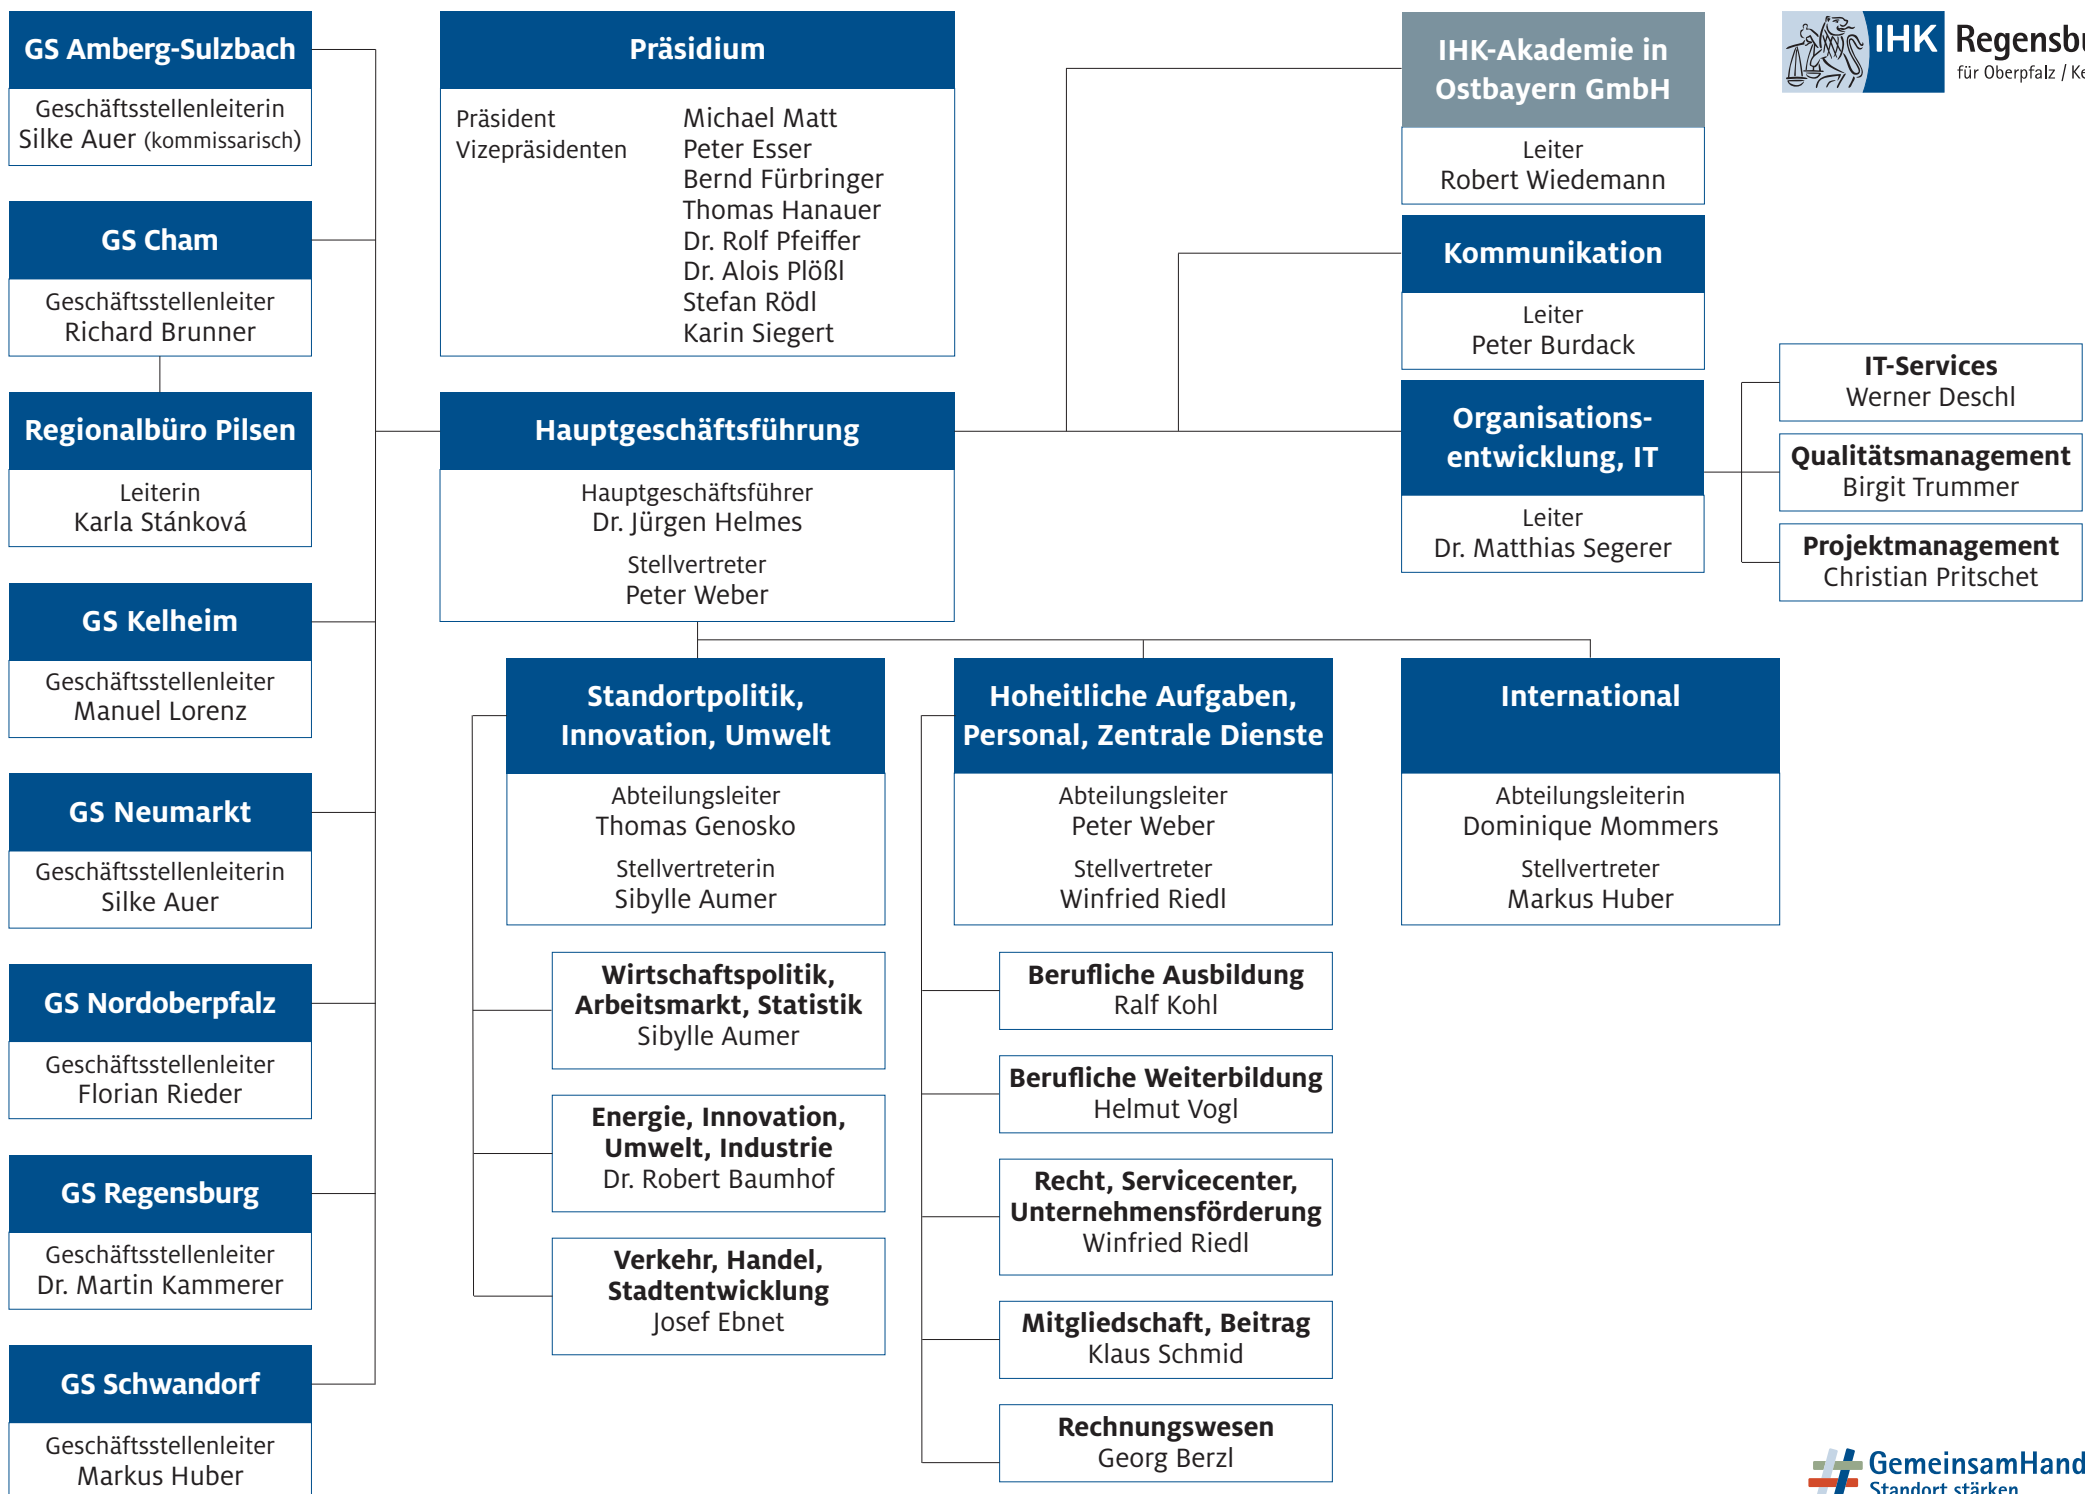 GS Amberg-Sulzbach
Geschäftsstellenleiterin
Silke Auer (kommissarisch)
GS Cham
Geschäftsstellenleiter
Richard Brunner
Regionalbüro Pilsen
Leiterin
Karla Stánková
GS Kelheim
Geschäftsstellenleiter
Manuel Lorenz
GS Neumarkt
Geschäftsstellenleiterin
Silke Auer
GS Nordoberpfalz
Geschäftsstellenleiter
Florian Rieder
GS Regensburg
Geschäftsstellenleiter
Dr. Martin Kammerer
GS Schwandorf
Geschäftsstellenleiter
Markus Huber
Präsidium
Präsident Michael Matt
Vizepräsidenten Peter Esser
Bernd Fürbringer
Thomas Hanauer
Dr. Rolf Pfeiffer
Dr. Alois Plößl
Stefan Rödl
Karin Siegert
Hauptgeschäftsführung
Hauptgeschäftsführer
Dr. Jürgen Helmes
Stellvertreter
Peter Weber
IHK-Akademie in
Ostbayern GmbH
Leiter
Robert Wiedemann
Kommunikation
Leiter
Peter Burdack
Organisations-
entwicklung, IT
Leiter
Dr. Matthias Segerer
IHK Regensbu
für Oberpfalz / Ke
IT-Services
Werner Deschl
Qualitätsmanagement
Birgit Trummer
Projektmanagement
Christian Pritschet
Standortpolitik,
Innovation, Umwelt
Abteilungsleiter
Thomas Genosko
Stellvertreterin
Sibylle Aumer
Wirtschaftspolitik,
Arbeitsmarkt, Statistik
Sibylle Aumer
Energie, Innovation,
Umwelt, Industrie
Dr. Robert Baumhof
Verkehr, Handel,
Stadtentwicklung
Josef Ebnet
Hoheitliche Aufgaben,
Personal, Zentrale Dienste
Abteilungsleiter
Peter Weber
Stellvertreter
Winfried Riedl
Berufliche Ausbildung
Ralf Kohl
Berufliche Weiterbildung
Helmut Vogl
Recht, Servicecenter,
Unternehmensförderung
Winfried Riedl
Mitgliedschaft, Beitrag
Klaus Schmid
Rechnungswesen
Georg Berzl
International
Abteilungsleiterin
Dominique Mommers
Stellvertreter
Markus Huber
#GemeinsamHand
Standort stärken